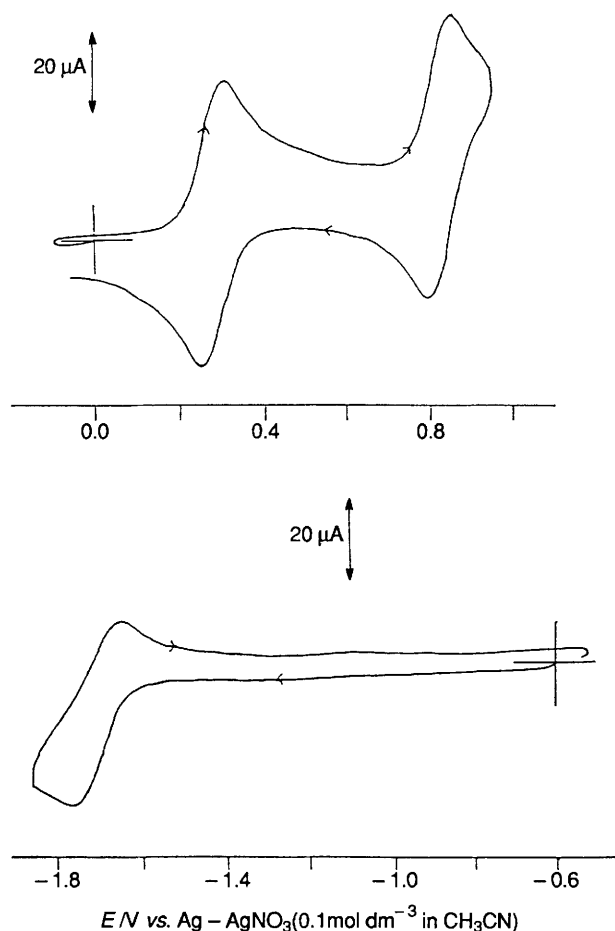 20 µA
0.0 0.4 0.8
20 µA
−1.8 −1.4 −1.0 −0.6
E/V vs. Ag – AgNO₃(0.1mol dm⁻³ in CH₃CN)